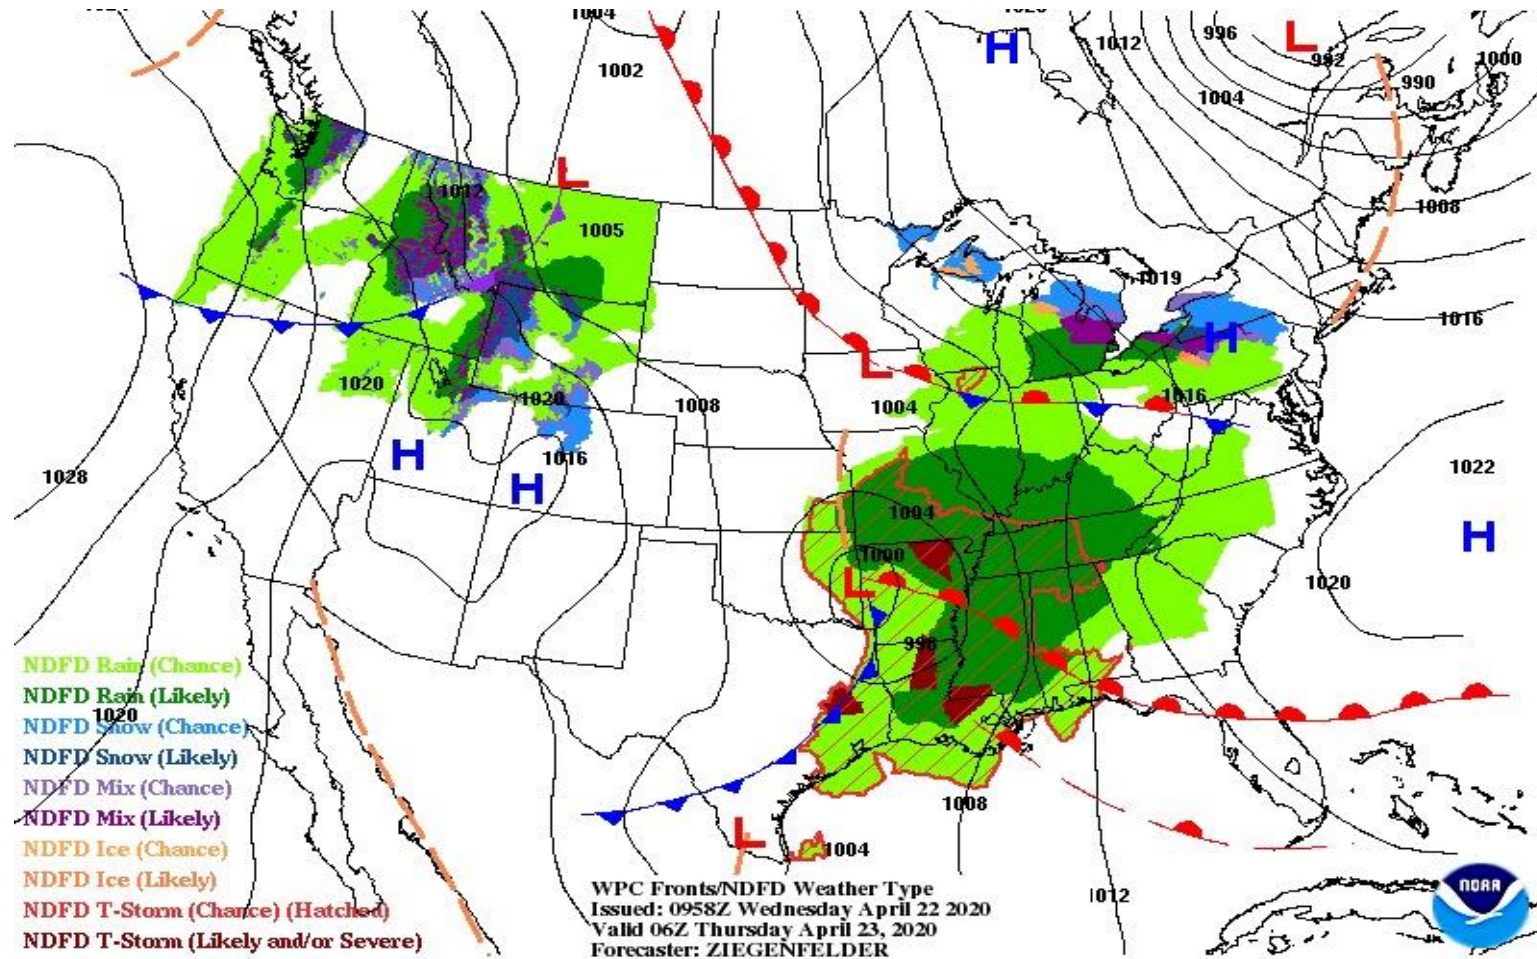 1004
1002
1012
996
992
990
1000
1004
H
L
L
1012
1005
1008
1019
1016
H
1020
1020
1008
L
1004
1016
H
H
1016
1028
1022
1004
H
1000
L
1020
998
NDFD Rain (Chance)
NDFD Rain (Likely)
1020
NDFD Snow (Chance)
NDFD Snow (Likely)
NDFD Mix (Chance)
NDFD Mix (Likely)
NDFD Ice (Chance)
NDFD Ice (Likely)
NDFD T-Storm (Chance) (Hatched)
NDFD T-Storm (Likely and/or Severe)
1008
L
1004
1012
WPC Fronts/NDFD Weather Type
Issued: 0958Z Wednesday April 22 2020
Valid 06Z Thursday April 23, 2020
Forecaster: ZIEGENFELDER
NOAA